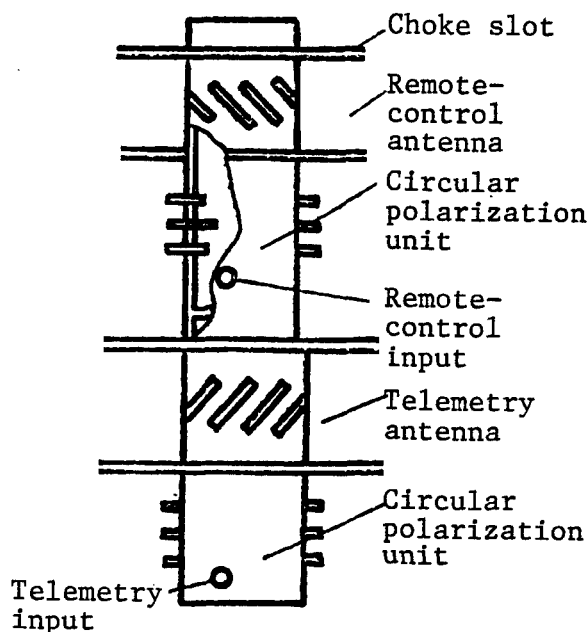 Choke slot
Remote-
control
antenna
Circular
polarization
unit
Remote-
control
input
Telemetry
antenna
Circular
polarization
unit
Telemetry
input